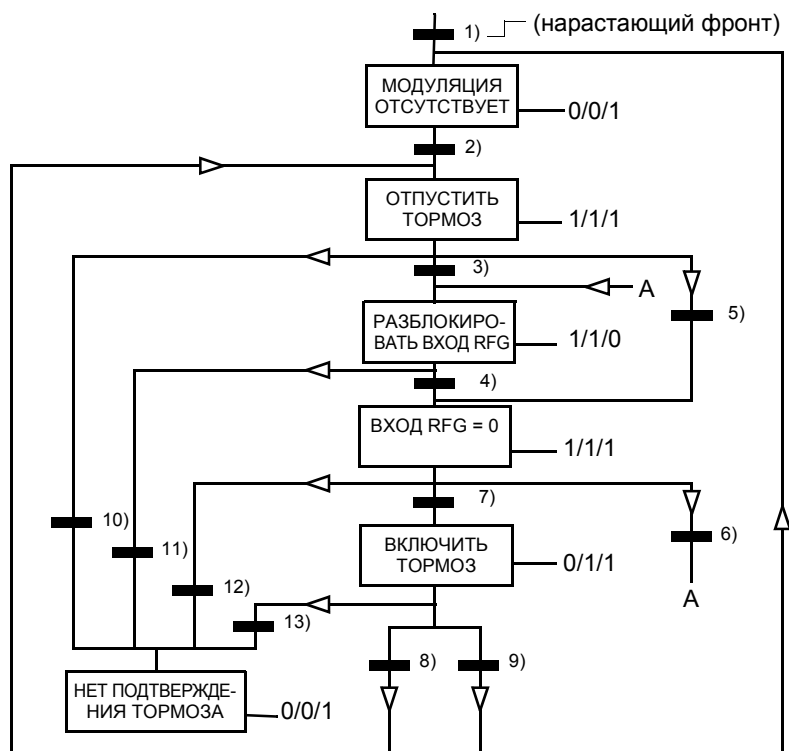 1) (нарастающий фронт)
МОДУЛЯЦИЯ
ОТСУТСТВУЕТ
0/0/1
2)
ОТПУСТИТЬ
ТОРМОЗ
1/1/1
3)
A
5)
РАЗБЛОКИРО-
ВАТЬ ВХОД RFG
1/1/0
4)
ВХОД RFG = 0
1/1/1
7)
10)
11)
6)
ВКЛЮЧИТЬ
ТОРМОЗ
0/1/1
12)
A
13)
8)
9)
НЕТ ПОДТВЕРЖДЕ-
НИЯ ТОРМОЗА
0/0/1